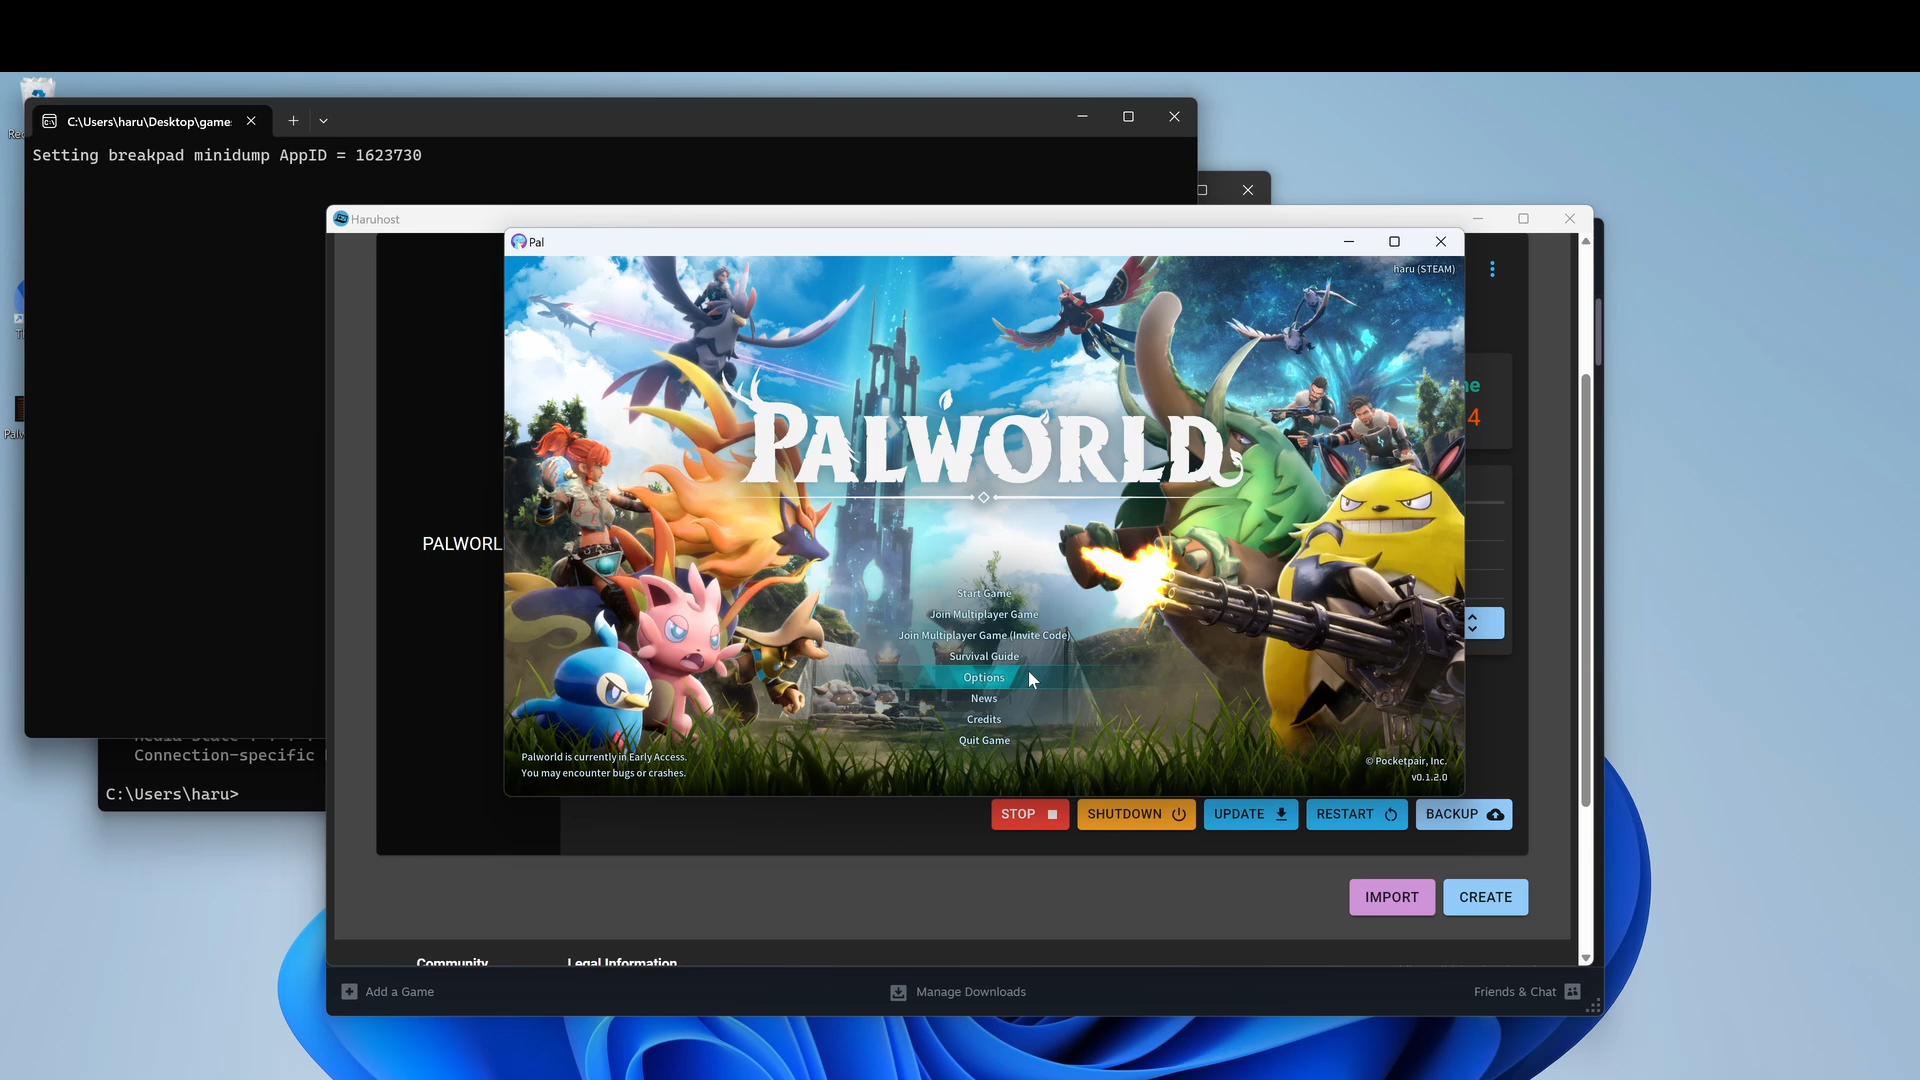 C:\Users\haru\Desktop\game
Setting breakpad minidump AppID = 1623730
Haruhost
Pal
haru (STEAM)
PALWORLD
PALWORL
4
Start Game
Join Multiplayer Game
Join Multiplayer Game (Invite Code)
Survival Guide
Options
News
Credits
Quit Game
Palworld is currently in Early Access.
You may encounter bugs or crashes.
© Pocketpair, Inc.
v0.1.2.0
Connection-specific
C:\Users\haru>
STOP
SHUTDOWN
UPDATE
RESTART
BACKUP
IMPORT
CREATE
Community
Legal Information
Add a Game
Manage Downloads
Friends & Chat